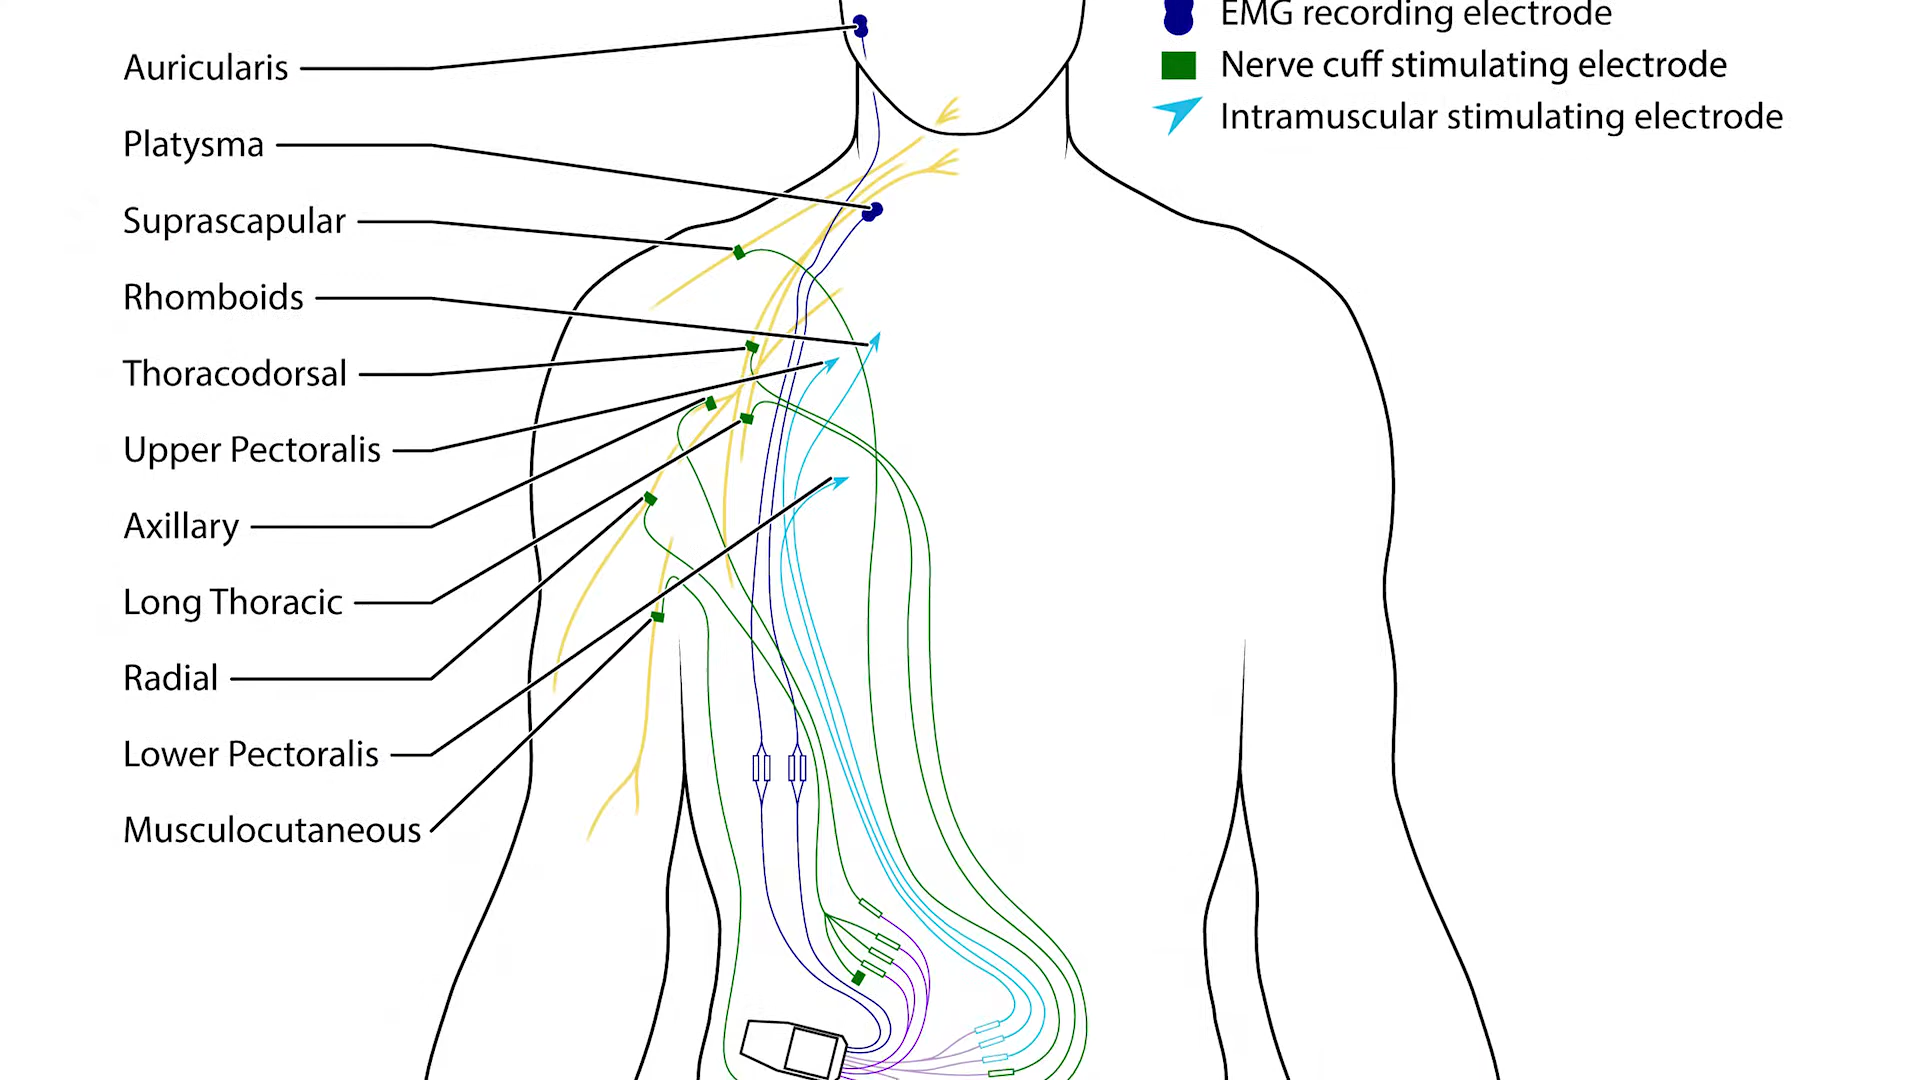 EMG recording electrode
Nerve cuff stimulating electrode
Intramuscular stimulating electrode
Auricularis
Platysma
Suprascapular
Rhomboids
Thoracodorsal
Upper Pectoralis
Axillary
Long Thoracic
Radial
Lower Pectoralis
Musculocutaneous